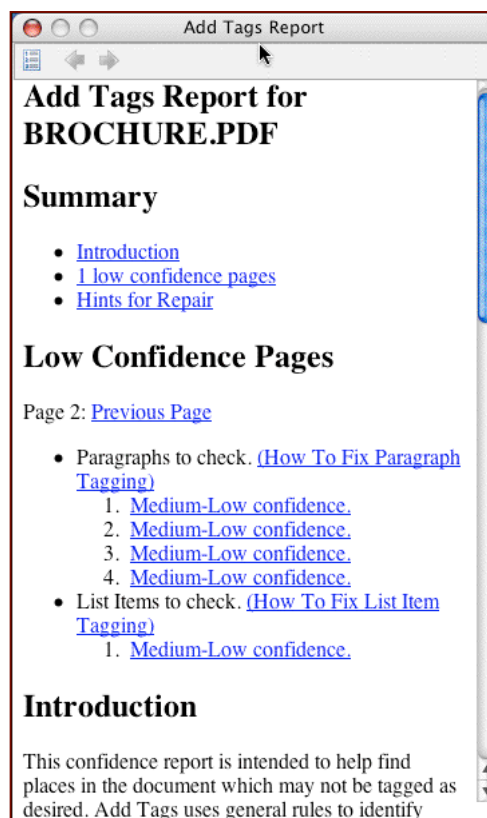 Add Tags Report
Add Tags Report for
BROCHURE.PDF
Summary
• Introduction
• 1 low confidence pages
• Hints for Repair
Low Confidence Pages
Page 2: Previous Page
• Paragraphs to check. (How To Fix Paragraph
Tagging)
1. Medium-Low confidence.
2. Medium-Low confidence.
3. Medium-Low confidence.
4. Medium-Low confidence.
• List Items to check. (How To Fix List Item
Tagging)
1. Medium-Low confidence.
Introduction
This confidence report is intended to help find
places in the document which may not be tagged as
desired. Add Tags uses general rules to identify